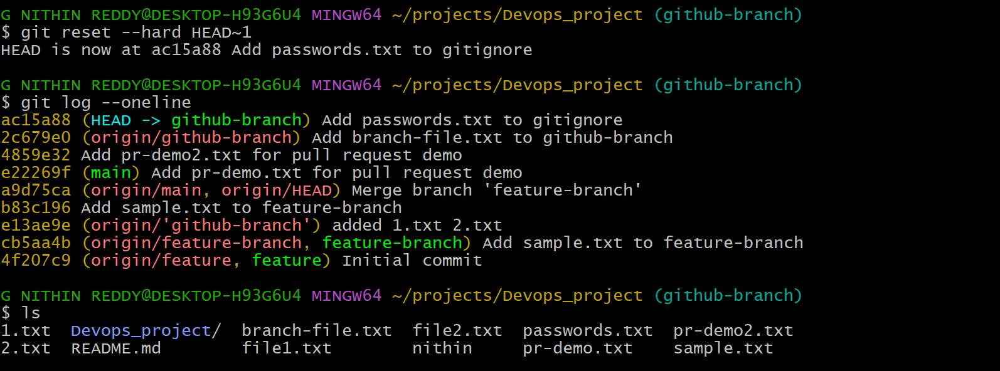 G NITHIN REDDY@DESKTOP-H93G6U4 MINGW64 ~/projects/Devops_project (github-branch)
$ git reset --hard HEAD~1
HEAD is now at ac15a88 Add passwords.txt to gitignore
G NITHIN REDDY@DESKTOP-H93G6U4 MINGW64 ~/projects/Devops_project (github-branch)
$ git log --oneline
ac15a88 (HEAD -> github-branch) Add passwords.txt to gitignore
2c679e0 (origin/github-branch) Add branch-file.txt to github-branch
4859e32 Add pr-demo2.txt for pull request demo
e22269f (main) Add pr-demo.txt for pull request demo
a9d75ca (origin/main, origin/HEAD) Merge branch 'feature-branch'
b83c196 Add sample.txt to feature-branch
e13ae9e (origin/'github-branch') added 1.txt 2.txt
cb5aa4b (origin/feature-branch, feature-branch) Add sample.txt to feature-branch
4f207c9 (origin/feature, feature) Initial commit
G NITHIN REDDY@DESKTOP-H93G6U4 MINGW64 ~/projects/Devops_project (github-branch)
$ ls
1.txt  Devops_project/  branch-file.txt  file2.txt  passwords.txt  pr-demo2.txt
2.txt  README.md        file1.txt        nithin     pr-demo.txt    sample.txt